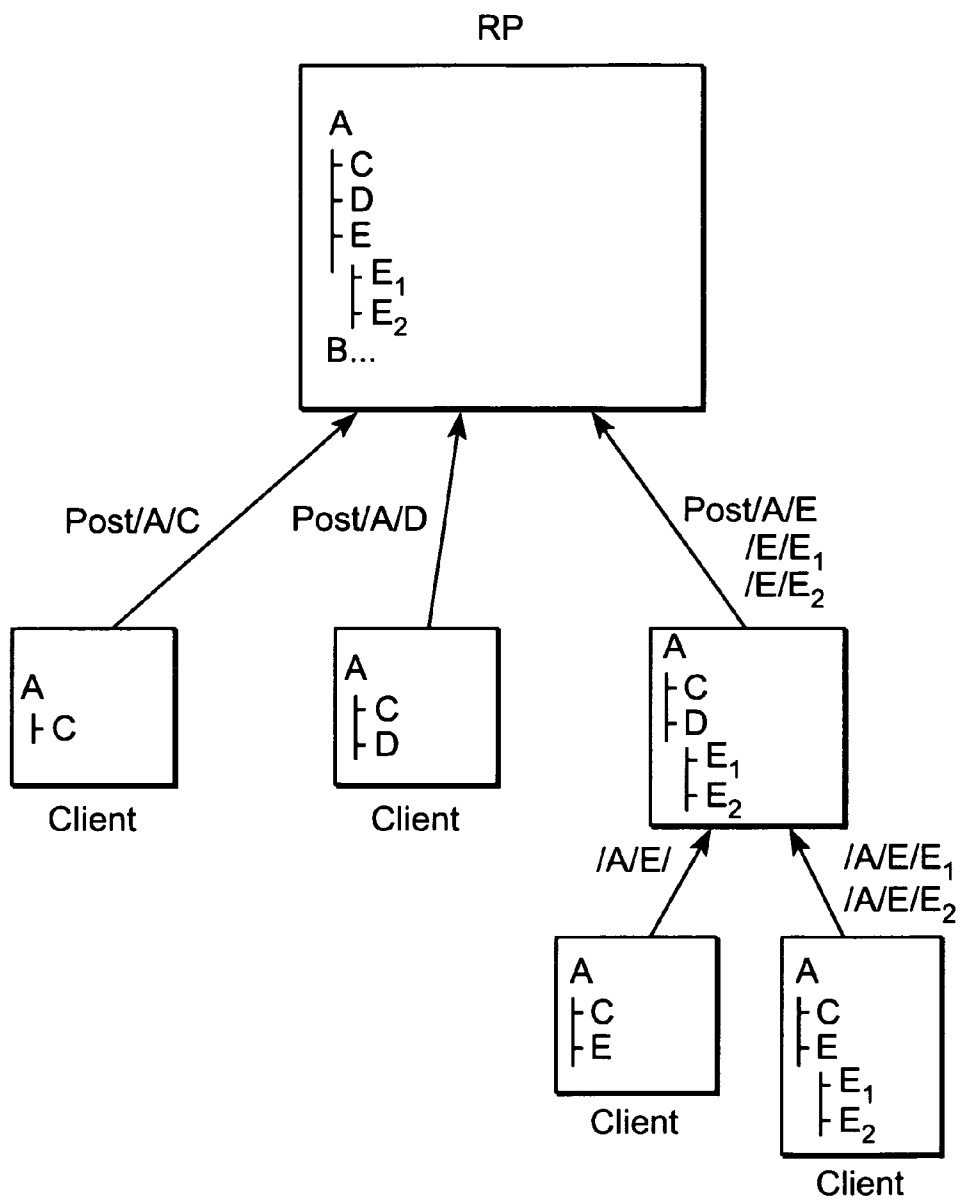 RP
A
C
D
E
E₁
E₂
B...
Post/A/C
Post/A/D
Post/A/E
/E/E₁
/E/E₂
A
C
Client
A
C
D
Client
A
C
D
E₁
E₂
/A/E/
/A/E/E₁
/A/E/E₂
A
C
E
Client
A
C
E
E₁
E₂
Client